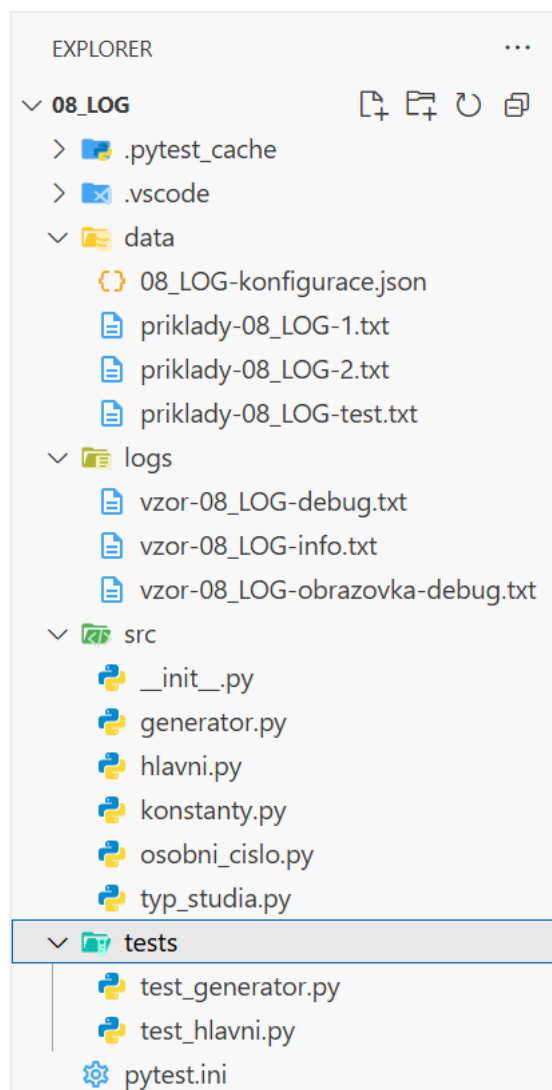 EXPLORER ...
08_LOG
.pytest_cache
.vscode
data
08_LOG-konfigurace.json
priklady-08_LOG-1.txt
priklady-08_LOG-2.txt
priklady-08_LOG-test.txt
logs
vzor-08_LOG-debug.txt
vzor-08_LOG-info.txt
vzor-08_LOG-obrazovka-debug.txt
src
__init__.py
generator.py
hlavni.py
konstanty.py
osobni_cislo.py
typ_studia.py
tests
test_generator.py
test_hlavni.py
pytest.ini